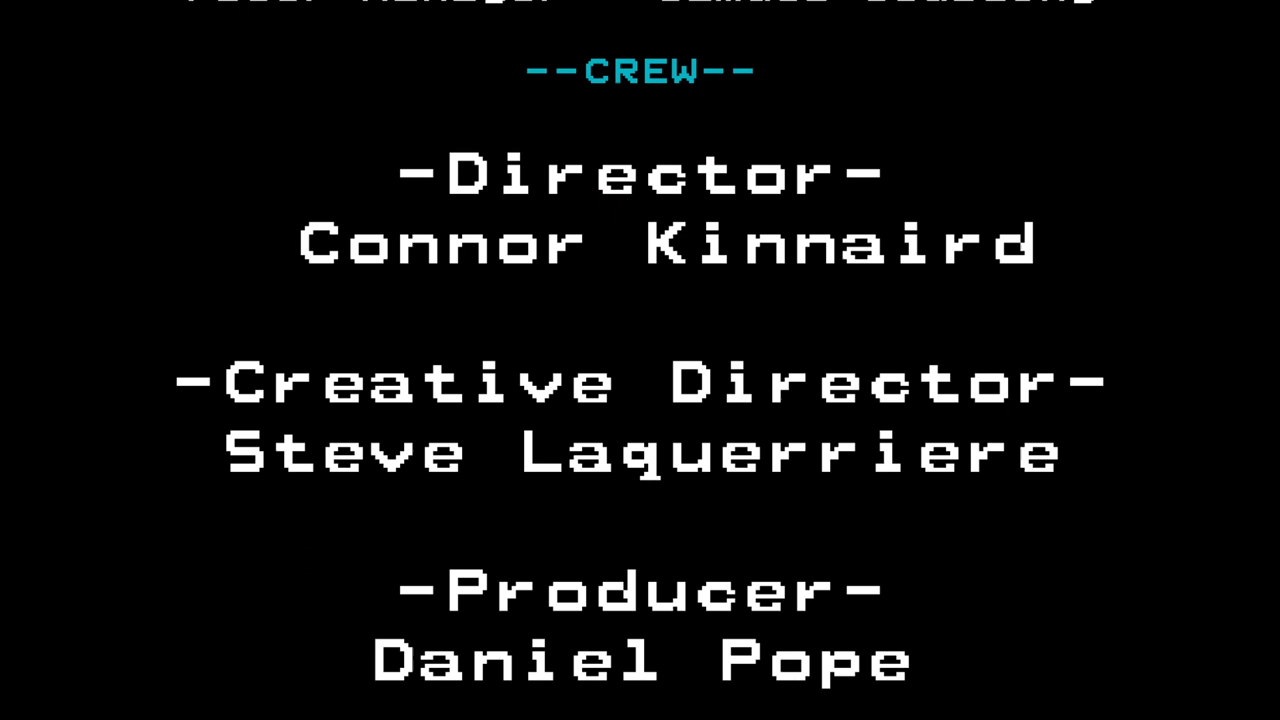 --CREW--
-Director-
Connor Kinnaird
-Creative Director-
Steve Laquerriere
-Producer-
Daniel Pope